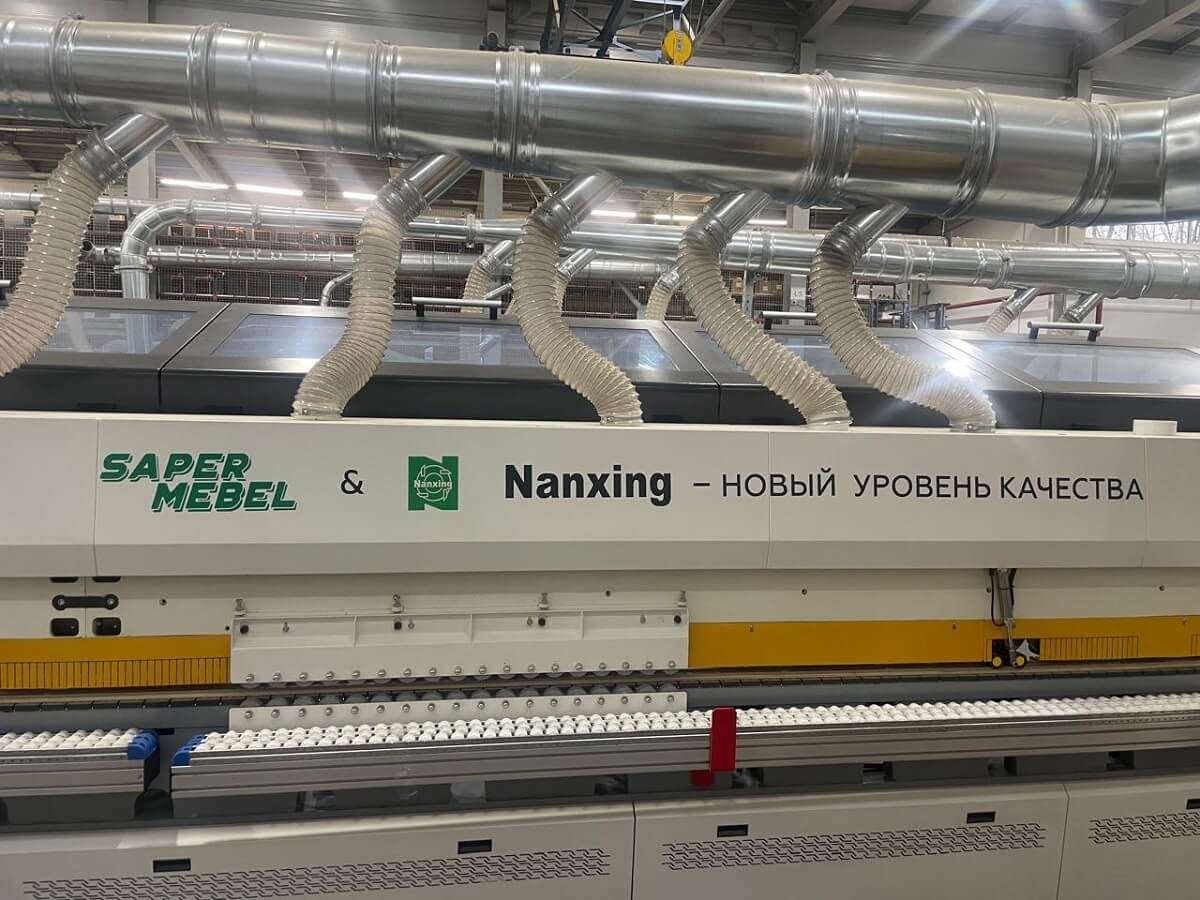 SAPER
MEBEL
&
Nanxing
Nanxing – НОВЫЙ УРОВЕНЬ КАЧЕСТВА